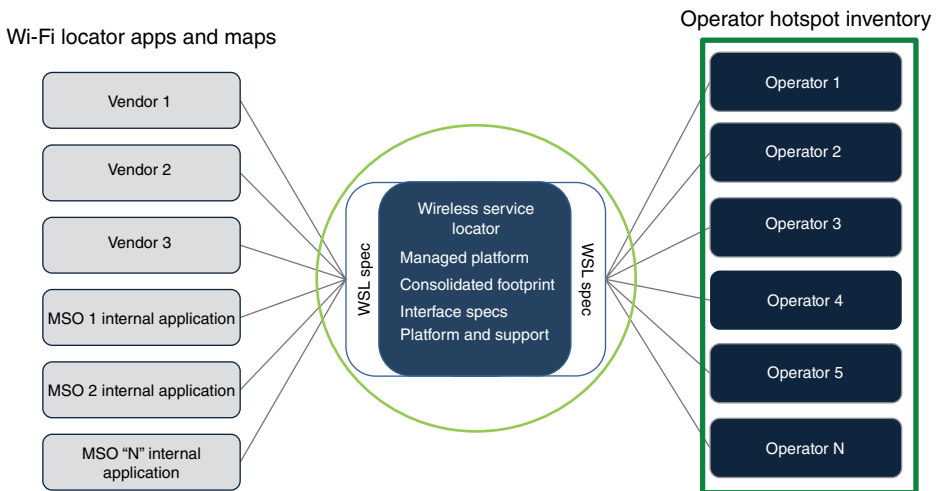 Operator hotspot inventory
Wi-Fi locator apps and maps
Vendor 1
Vendor 2
Vendor 3
MSO 1 internal application
MSO 2 internal application
MSO “N” internal
application
WSL spec
Wireless service
locator
Managed platform
Consolidated footprint
Interface specs
Platform and support
WSL spec
Operator 1
Operator 2
Operator 3
Operator 4
Operator 5
Operator N